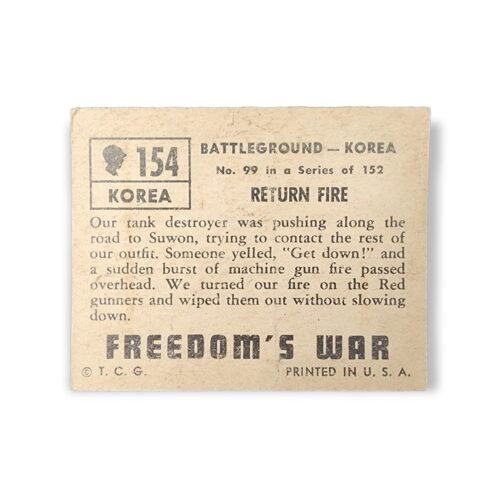 154
KOREA
BATTLEGROUND — KOREA
No. 99 in a Series of 152
RETURN FIRE
Our tank destroyer was pushing along the
road to Suwon, trying to contact the rest of
our outfit. Someone yelled, "Get down!" and
a sudden burst of machine gun fire passed
overhead. We turned our fire on the Red
gunners and wiped them out without slowing
down.
FREEDOM'S WAR
© T. C. G.
PRINTED IN U. S. A.